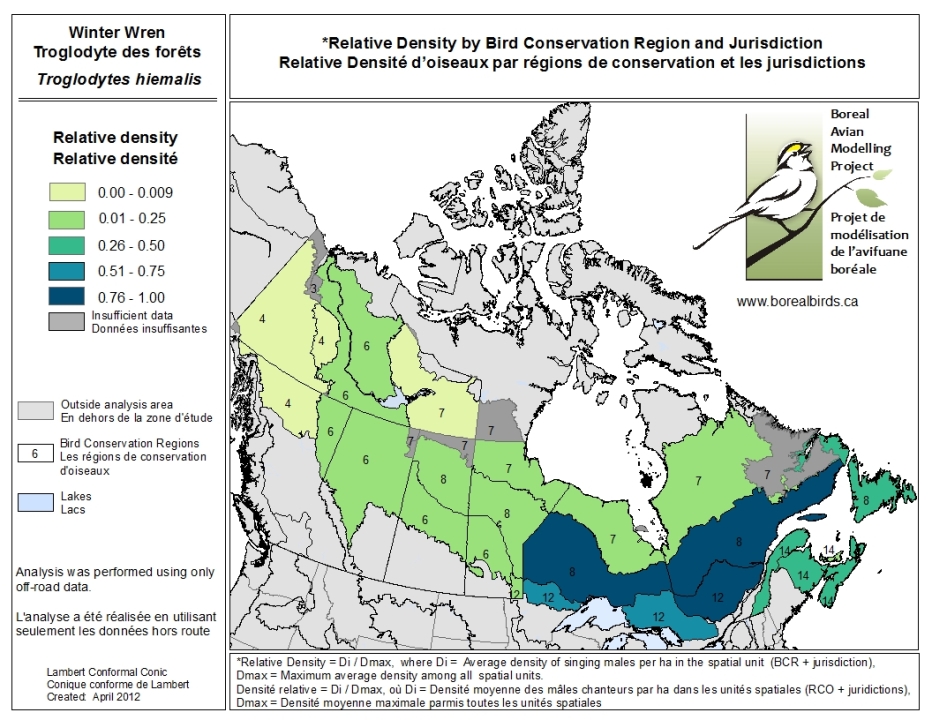 Winter Wren
Troglodyte des forêts
Troglodytes hiemalis
*Relative Density by Bird Conservation Region and Jurisdiction
Relative Densité d'oiseaux par régions de conservation et les jurisdictions
Relative density
Relative densité
0.00 - 0.009
0.01 - 0.25
0.26 - 0.50
0.51 - 0.75
0.76 - 1.00
Insufficient data
Données insuffisantes
Outside analysis area
En dehors de la zone d'étude
6
Bird Conservation Regions
Les régions de conservation
d'oiseaux
Lakes
Lacs
Analysis was performed using only
off-road data.
L'analyse a été réalisée en utilisant
seulement les données hors route
Lambert Conformal Conic
Conique conforme de Lambert
Created: April 2012
Boreal
Avian
Modelling
Project
Projet de
modélisation
de l'avifuane
boréale
www.borealbirds.ca
3
4
4
6
4
6
7
6
7
7
7
6
8
7
7
7
8
6
8
3
4
7
8
14
14
6
8
14
14
2
12
12
12
*Relative Density = Di / Dmax, where Di = Average density of singing males per ha in the spatial unit (BCR + jurisdiction),
Dmax = Maximum average density among all spatial units.
Densité relative = Di / Dmax, où Di = Densité moyenne des mâles chanteurs par ha dans les unités spatiales (RCO + juridictions),
Dmax = Densité moyenne maximale parmis toutes les unités spatiales